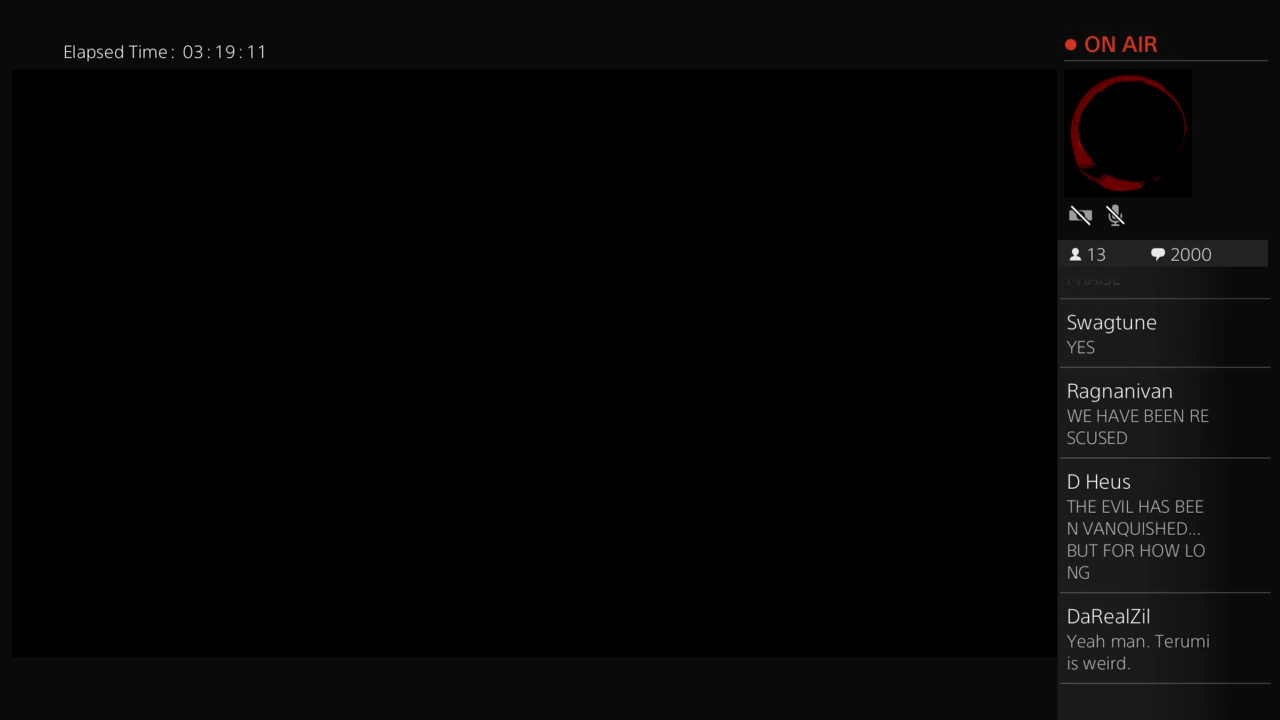 Elapsed Time: 03:19:11
ON AIR
13 2000
PRAISE
Swagtune
YES
Ragnanivan
WE HAVE BEEN RE
SCUSED
D Heus
THE EVIL HAS BEE
N VANQUISHED...
BUT FOR HOW LO
NG
DaRealZil
Yeah man. Terumi
is weird.